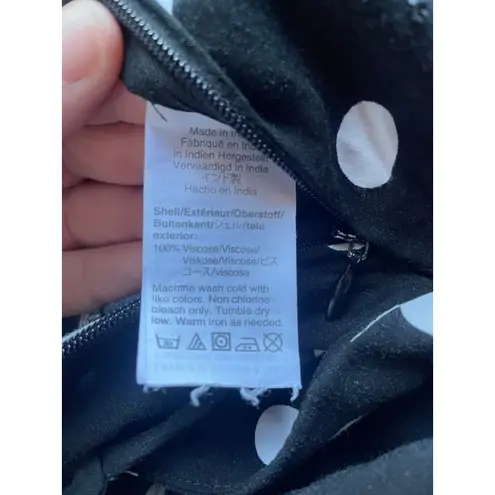 Made in
Fabriqué en Inde
in Indien Hergestellt
Vervaardigd in India
インド製
Hecho en India
Shell/Extérieur/Oberstoff/
Buitenkant/シェル/tela
exterior:
100% Viscose/Viscose/
Viskose/Viscose/ビス
コース/viscosa
Machine wash cold with
like colors. Non chlorine
bleach only. Tumble dry
low. Warm iron as needed.